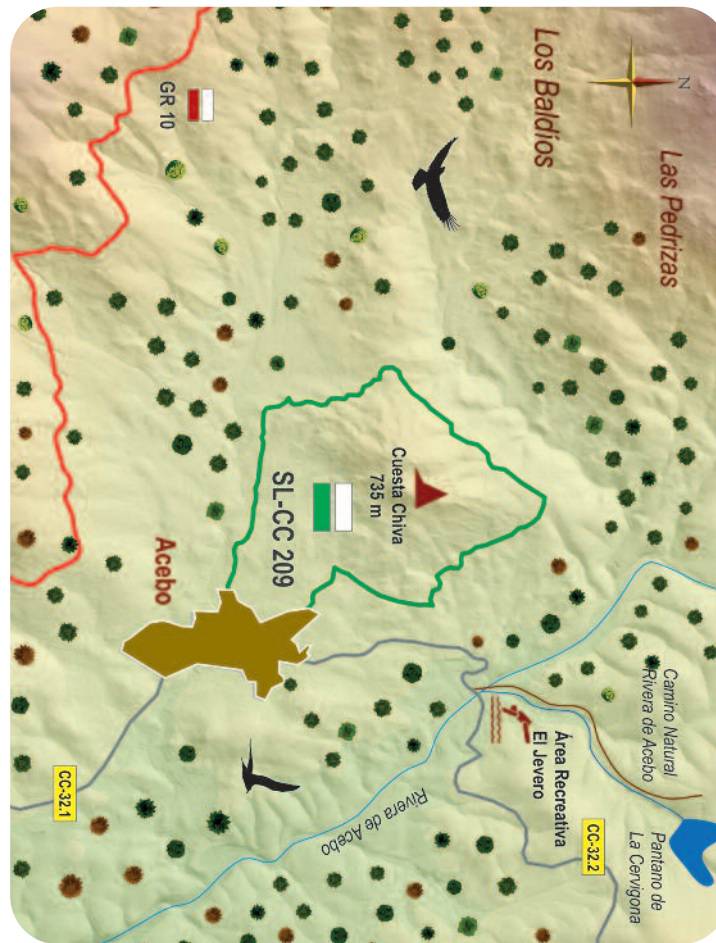 N
Las Pedrizas
Los Baldíos
GR 10
Cuesta Chiva
735 m
SL-CC 209
Acebo
Camino Natural
Rivera de Acebo
Área Recreativa
El Jevero
Pantano de
La Cervigona
CC-32.2
Rivera de Acebo
CC-32.1